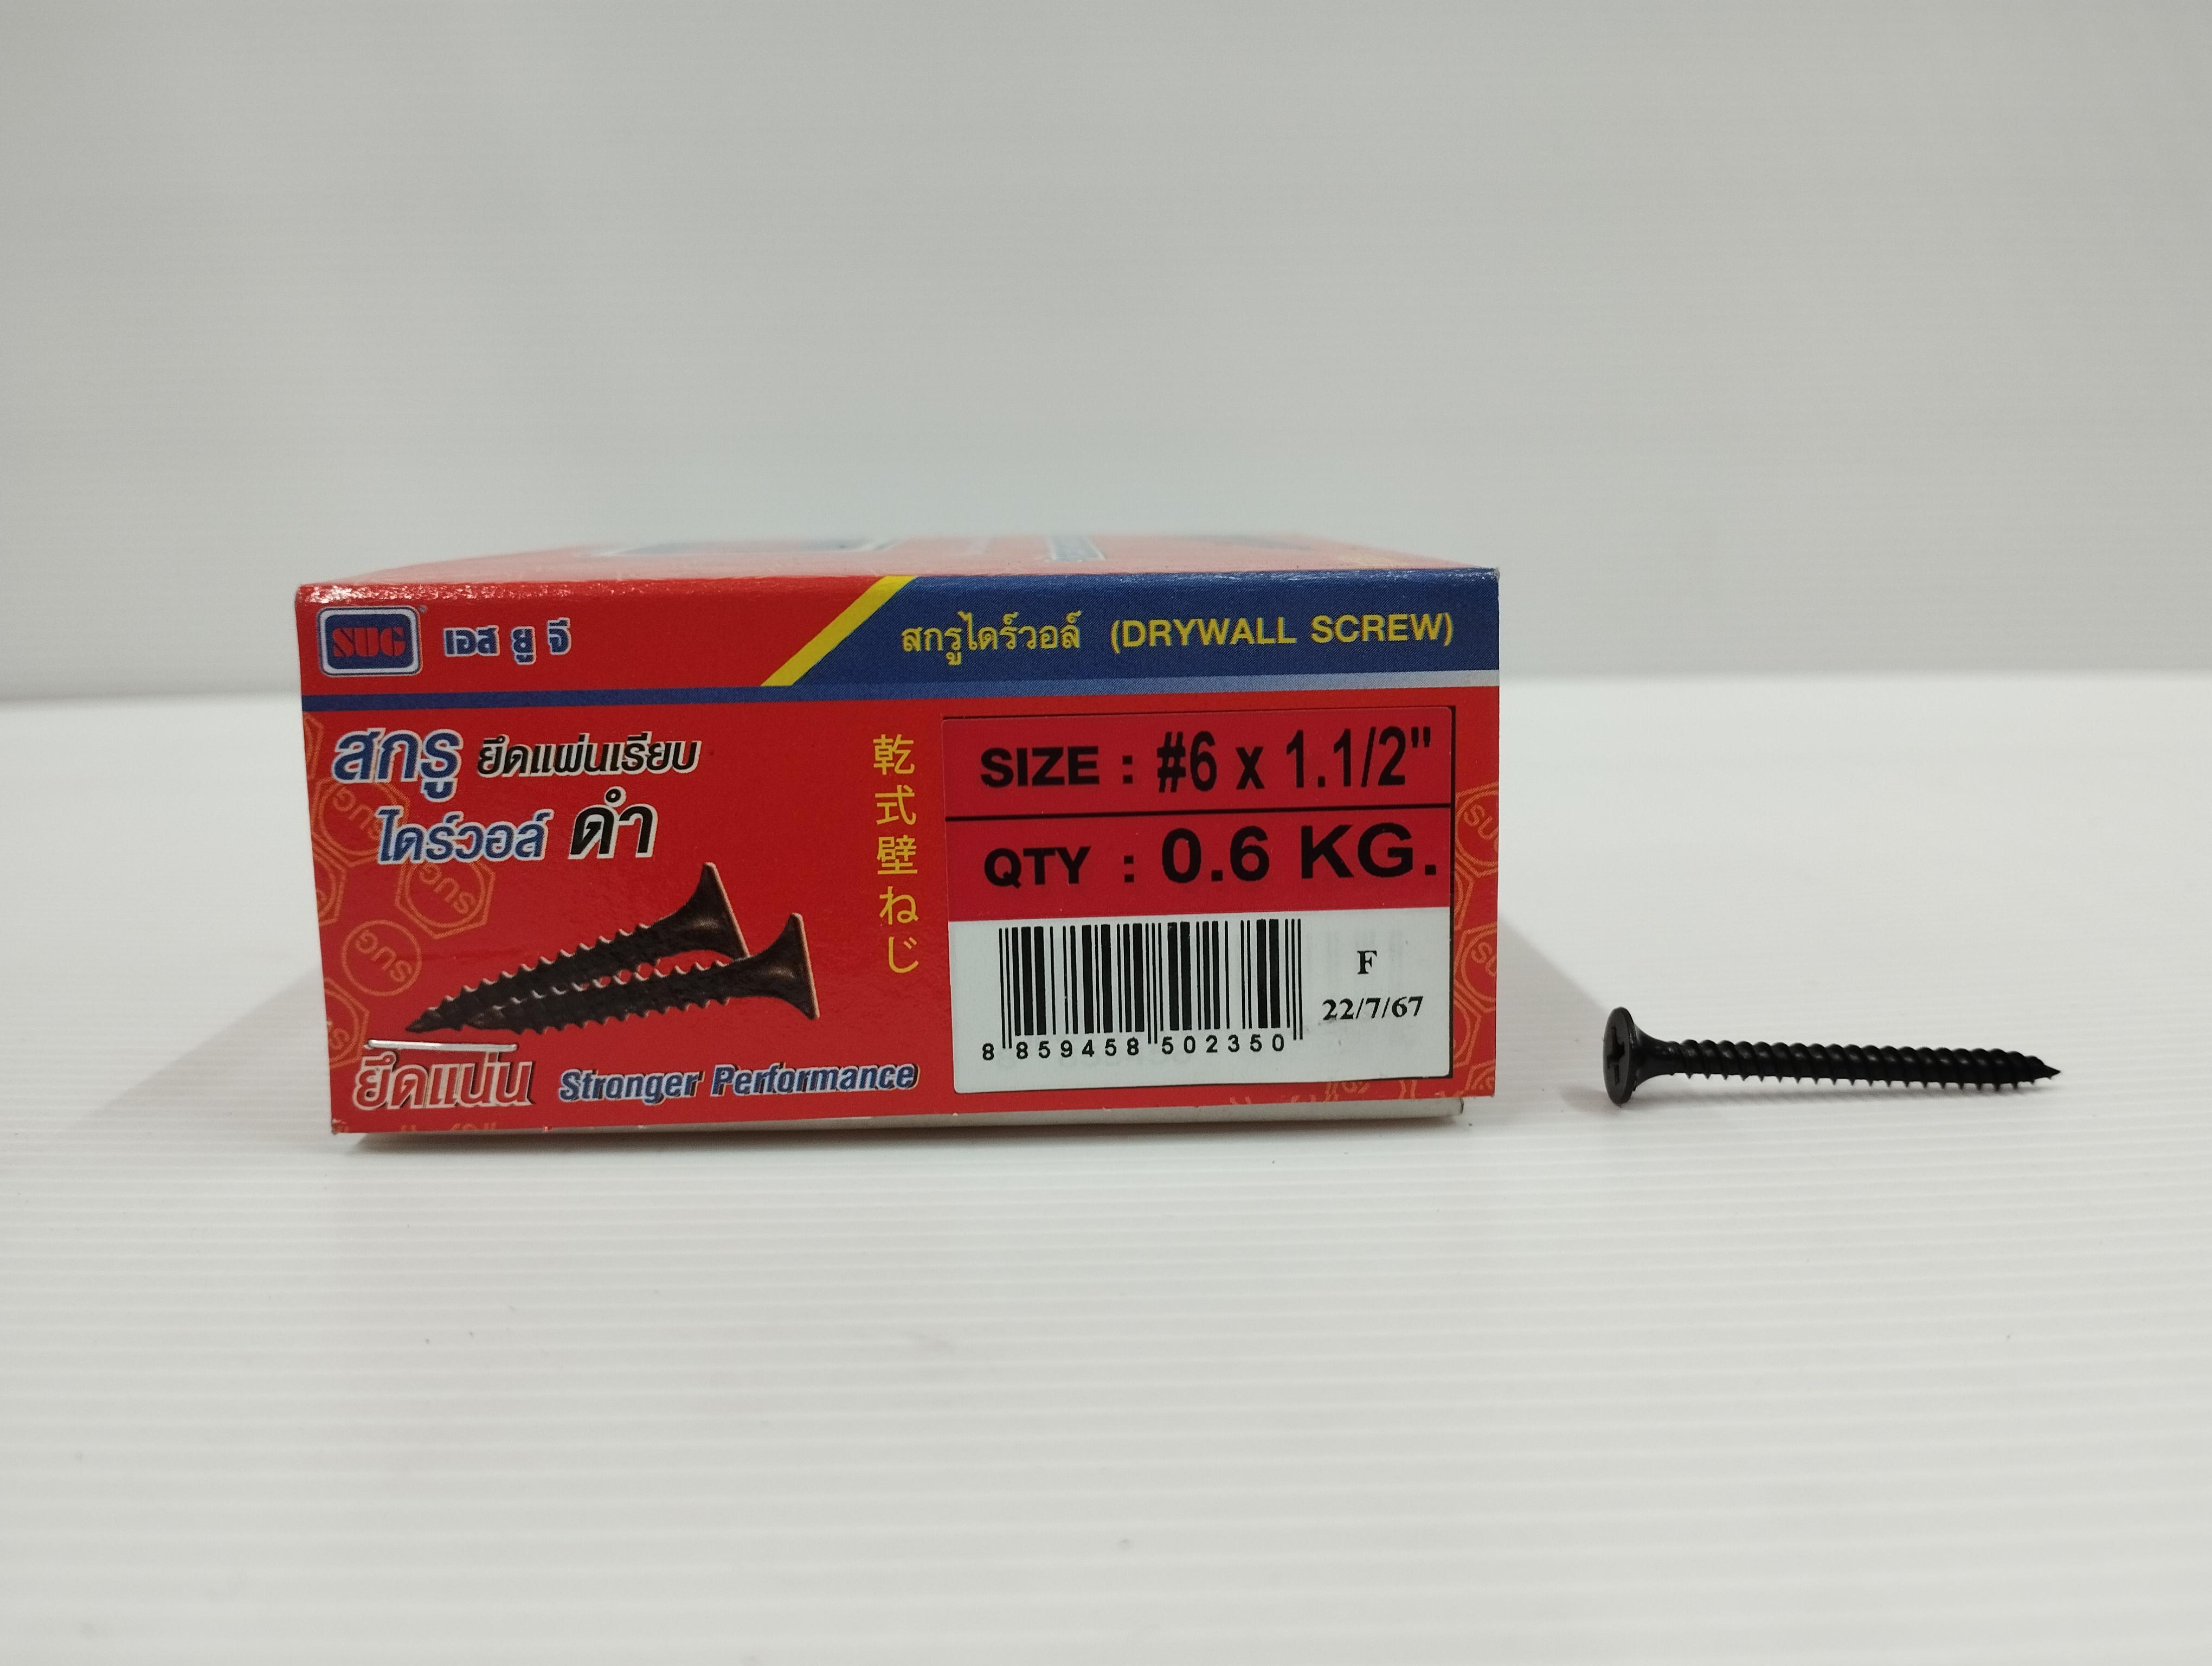 SUG เอส ยู จี
สกรูไดร์วอล์ (DRYWALL SCREW)
สกรู ยึดแผ่นเรียบ
ไดร์วอล์ ดำ
乾式壁ねじ
SIZE : #6 x 1.1/2"
QTY : 0.6 KG.
8 859458 502350
F
22/7/67
ยึดแน่น Stronger Performance
SUG
SUG
SUG